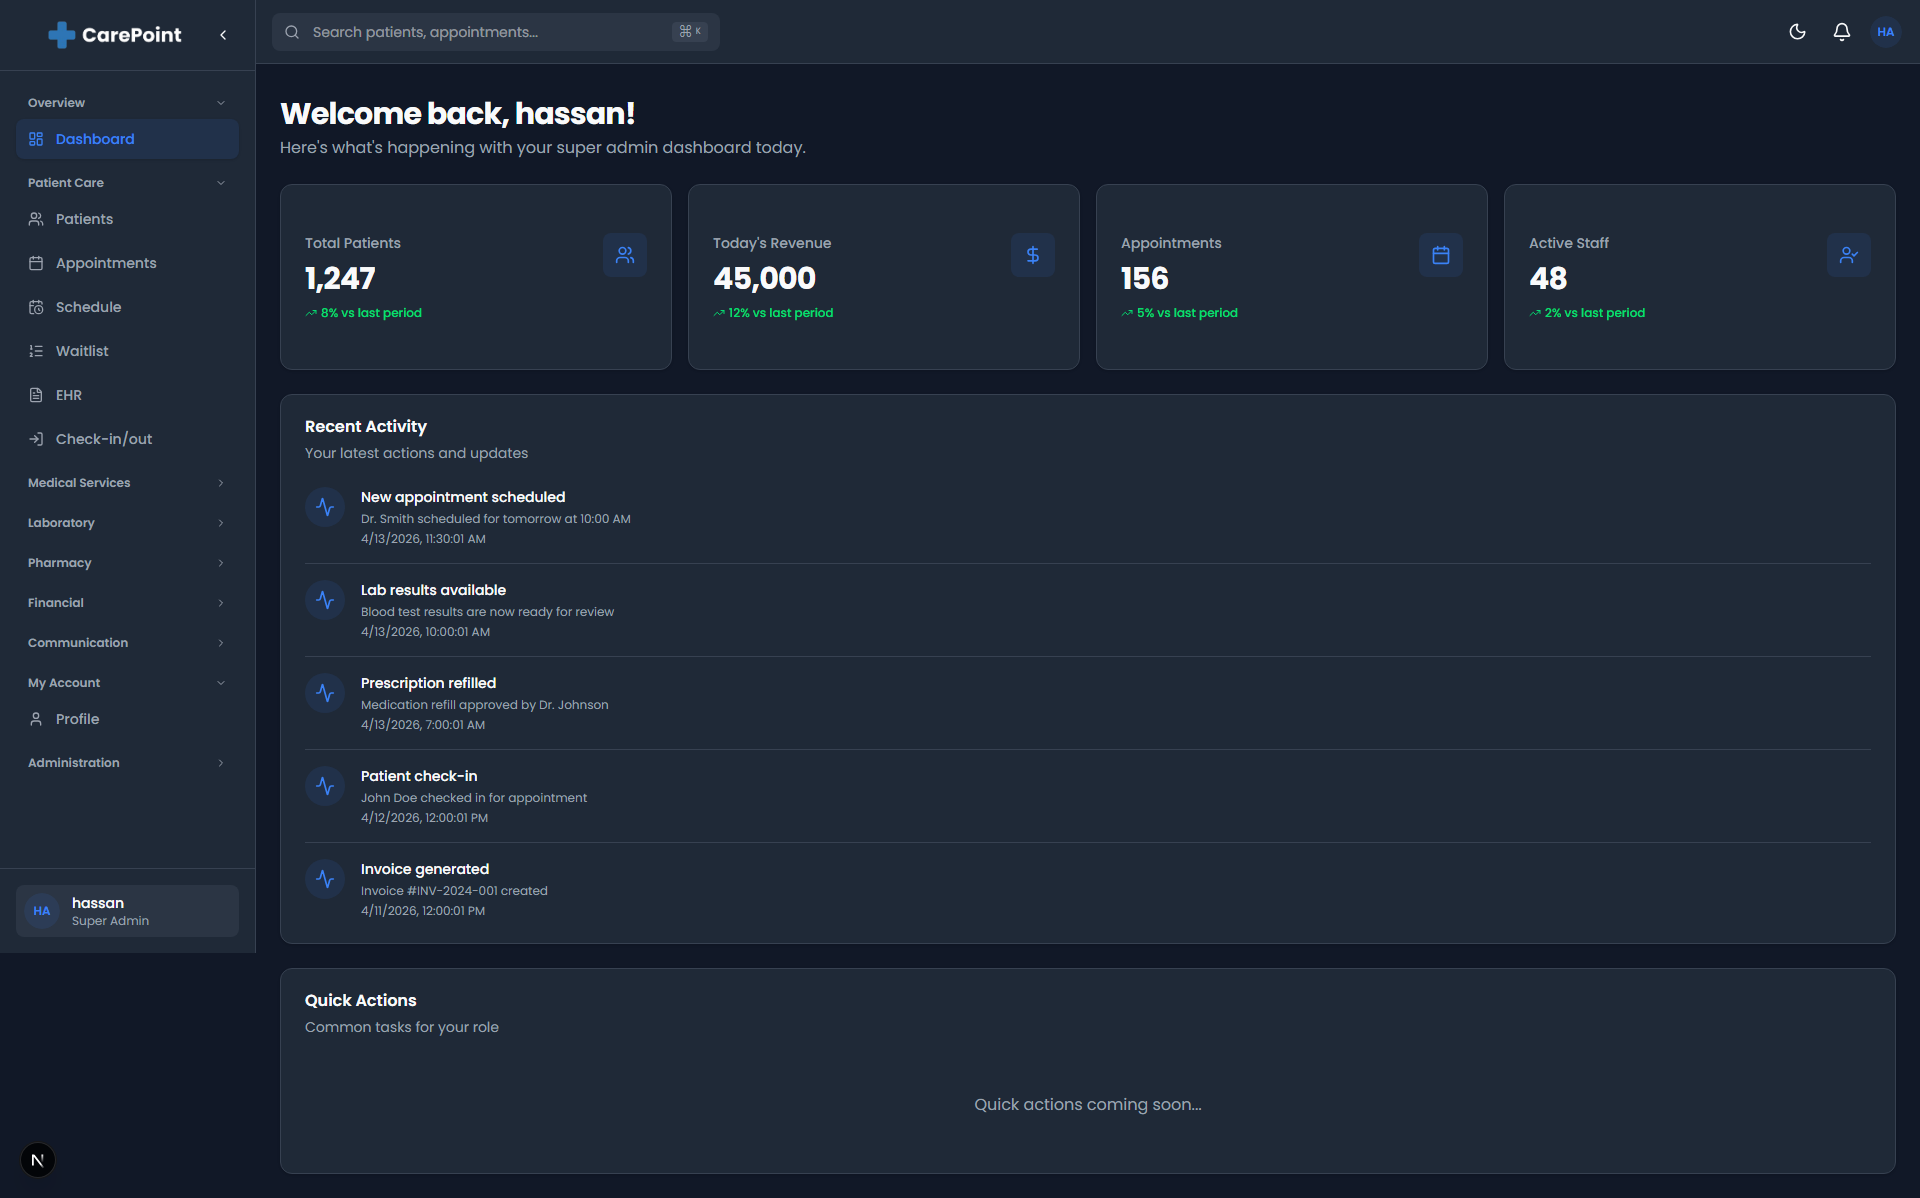 CarePoint
Search patients, appointments...
⌘ K
HA
Overview
Dashboard
Patient Care
Patients
Appointments
Schedule
Waitlist
EHR
Check-in/out
Medical Services
Laboratory
Pharmacy
Financial
Communication
My Account
Profile
Administration
HA
hassan
Super Admin
N
Welcome back, hassan!
Here's what's happening with your super admin dashboard today.
Total Patients
1,247
8% vs last period
Today's Revenue
45,000
12% vs last period
Appointments
156
5% vs last period
Active Staff
48
2% vs last period
Recent Activity
Your latest actions and updates
New appointment scheduled
Dr. Smith scheduled for tomorrow at 10:00 AM
4/13/2026, 11:30:01 AM
Lab results available
Blood test results are now ready for review
4/13/2026, 10:00:01 AM
Prescription refilled
Medication refill approved by Dr. Johnson
4/13/2026, 7:00:01 AM
Patient check-in
John Doe checked in for appointment
4/12/2026, 12:00:01 PM
Invoice generated
Invoice #INV-2024-001 created
4/11/2026, 12:00:01 PM
Quick Actions
Common tasks for your role
Quick actions coming soon...